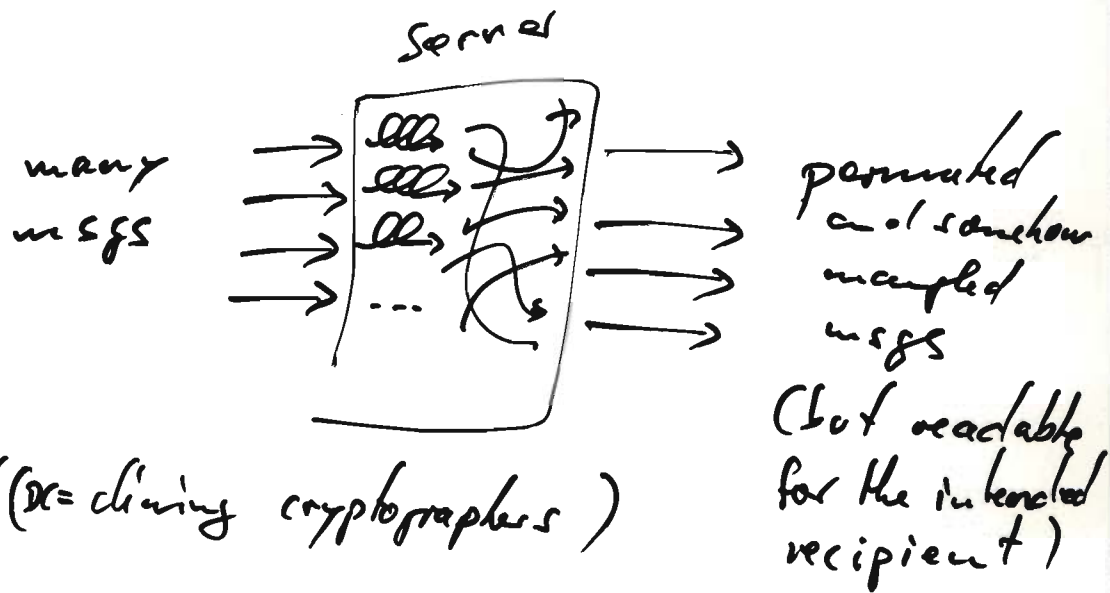 Server
many
msgs
...
permuted
and somehow
mangled
msgs
(but readable
for the intended
recipient)
(DC= dining cryptographers)